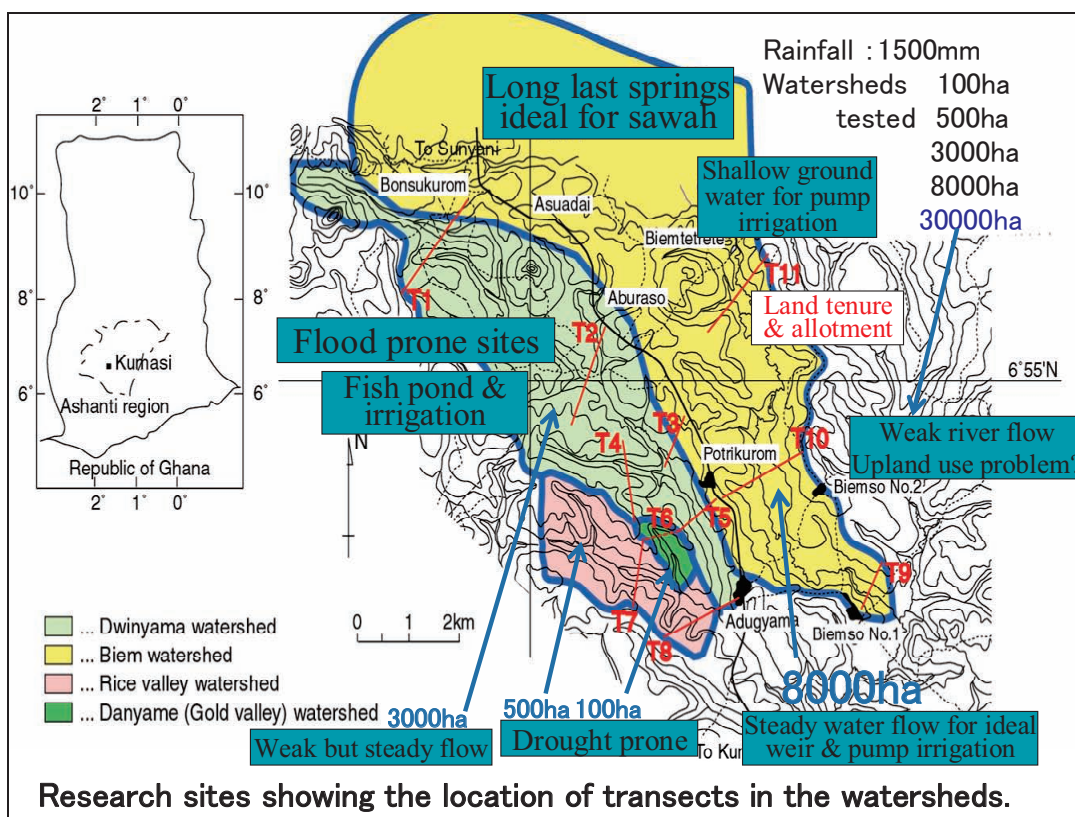 Rainfall : 1500mm
Watersheds 100ha
tested 500ha
3000ha
8000ha
30000ha
Long last springs
ideal for sawah
To Sunyani
Bonsukurom
Asuadai
Shallow ground
water for pump
irrigation
Biemtetrete
T11
T1
Aburaso
Land tenure
& allotment
T2
Flood prone sites
6°55'N
Fish pond &
irrigation
T3
T10
T4
N
Potrikurom
Weak river flow
Upland use problem?
Biemso No.2
T6
T5
T9
T7
T8
Adugyama
Biemso No.1
2° 1° 0°
10°
10°
8°
8°
Kumasi
6°
6°
Ashanti region
Republic of Ghana
2° 1° 0°
0 1 2km
... Dwinyama watershed
... Biem watershed
... Rice valley watershed
... Danyame (Gold valley) watershed
3000ha
500ha 100ha
8000ha
Weak but steady flow
Drought prone
Steady water flow for ideal
weir & pump irrigation
To
Research sites showing the location of transects in the watersheds.